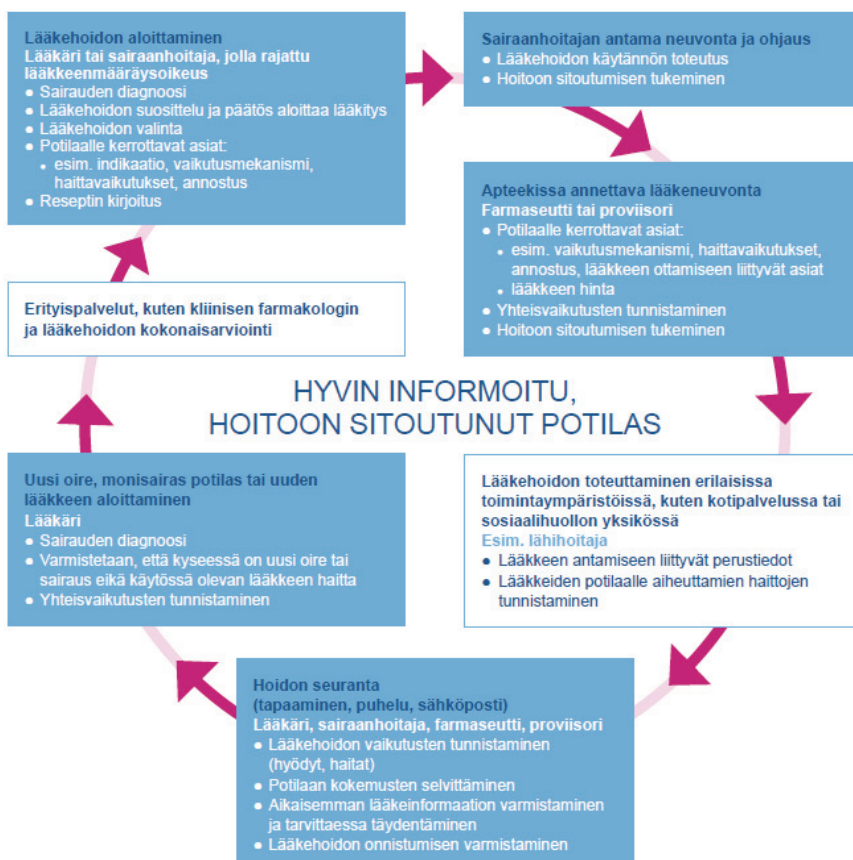 Lääkehoidon aloittaminen
Lääkäri tai sairaanhoitaja, jolla rajattu
lääkkeenmääräysoikeus
● Sairauden diagnoosi
● Lääkehoidon suosittelu ja päätös aloittaa lääkitys
● Lääkehoidon valinta
● Potilaalle kerrottavat asiat:
• esim. indikaatio, vaikutusmekanismi,
haittavaikutukset, annostus
● Reseptin kirjoitus
Sairaanhoitajan antama neuvonta ja ohjaus
● Lääkehoidon käytännön toteutus
● Hoitoon sitoutumisen tukeminen
Apteekissa annettava lääkeneuvonta
Farmaseutti tai proviisori
● Potilaalle kerrottavat asiat:
• esim. vaikutusmekanismi, haittavaikutukset,
annostus, lääkkeen ottamiseen liittyvät asiat
• lääkkeen hinta
● Yhteisvaikutusten tunnistaminen
● Hoitoon sitoutumisen tukeminen
Erityispalvelut, kuten kliinisen farmakologin
ja lääkehoidon kokonaisarviointi
HYVIN INFORMOITU,
HOITOON SITOUTUNUT POTILAS
Lääkehoidon toteuttaminen erilaisissa
toimintaympäristöissä, kuten kotipalvelussa tai
sosiaalihuollon yksikössä
Esim. lähihoitaja
● Lääkkeen antamiseen liittyvät perustiedot
● Lääkkeiden potilaalle aiheuttamien haittojen
tunnistaminen
Uusi oire, monisairas potilas tai uuden
lääkkeen aloittaminen
Lääkäri
● Sairauden diagnoosi
● Varmistetaan, että kyseessä on uusi oire tai
sairaus eikä käytössä olevan lääkkeen haitta
● Yhteisvaikutusten tunnistaminen
Hoidon seuranta
(tapaaminen, puhelu, sähköposti)
Lääkäri, sairaanhoitaja, farmaseutti, proviisori
● Lääkehoidon vaikutusten tunnistaminen
(hyödyt, haitat)
● Potilaan kokemusten selvittäminen
● Aikaisemman lääkeinformaation varmistaminen
ja tarvittaessa täydentäminen
● Lääkehoidon onnistumisen varmistaminen